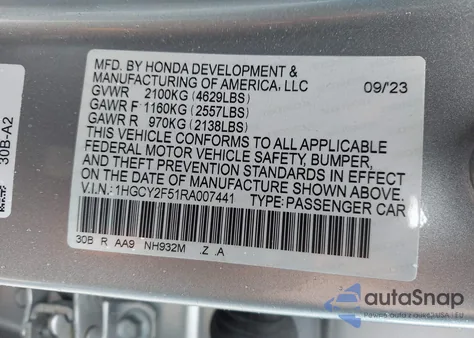 MFD. BY HONDA DEVELOPMENT &
MANUFACTURING OF AMERICA, LLC 09/23
GVWR 2100KG (4629LBS)
GAWR F 1160KG (2557LBS)
GAWR R 970KG (2138LBS)
THIS VEHICLE CONFORMS TO ALL APPLICABLE
FEDERAL MOTOR VEHICLE SAFETY, BUMPER,
AND THEFT PREVENTION STANDARDS IN EFFECT
ON THE DATE OF MANUFACTURE SHOWN ABOVE.
V.I.N.: 1HGCY2F51RA007441 TYPE: PASSENGER CAR
30B R AA9 NH932M .Z .A
30B-A2
autoSnap